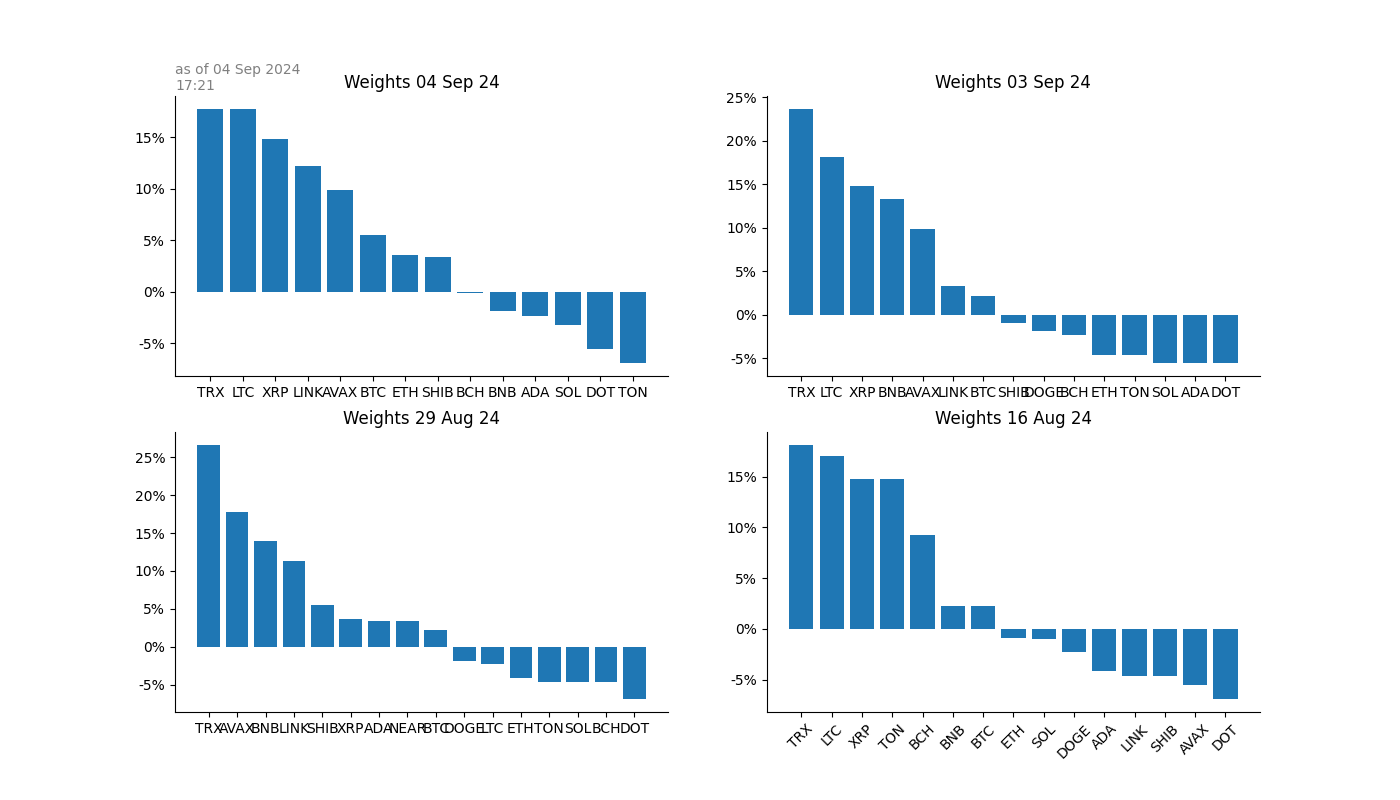 as of 04 Sep 2024
17:21
Weights 04 Sep 24
15%
10%
5%
0%
-5%
TRX LTC XRP LINK AVAX BTC ETH SHIB BCH BNB ADA SOL DOT TON
Weights 03 Sep 24
25%
20%
15%
10%
5%
0%
-5%
TRX LTC XRP BNB AVAX LINK BTC SHIB DOGE BCH ETH TON SOL ADA DOT
Weights 29 Aug 24
25%
20%
15%
10%
5%
0%
-5%
TRX AVAX BNB LINK SHIB XRP ADA NEAR BTC DOGE LTC ETH TON SOL BCH DOT
Weights 16 Aug 24
15%
10%
5%
0%
-5%
TRX LTC XRP TON BCH BNB BTC ETH SOL DOGE ADA LINK SHIB AVAX DOT